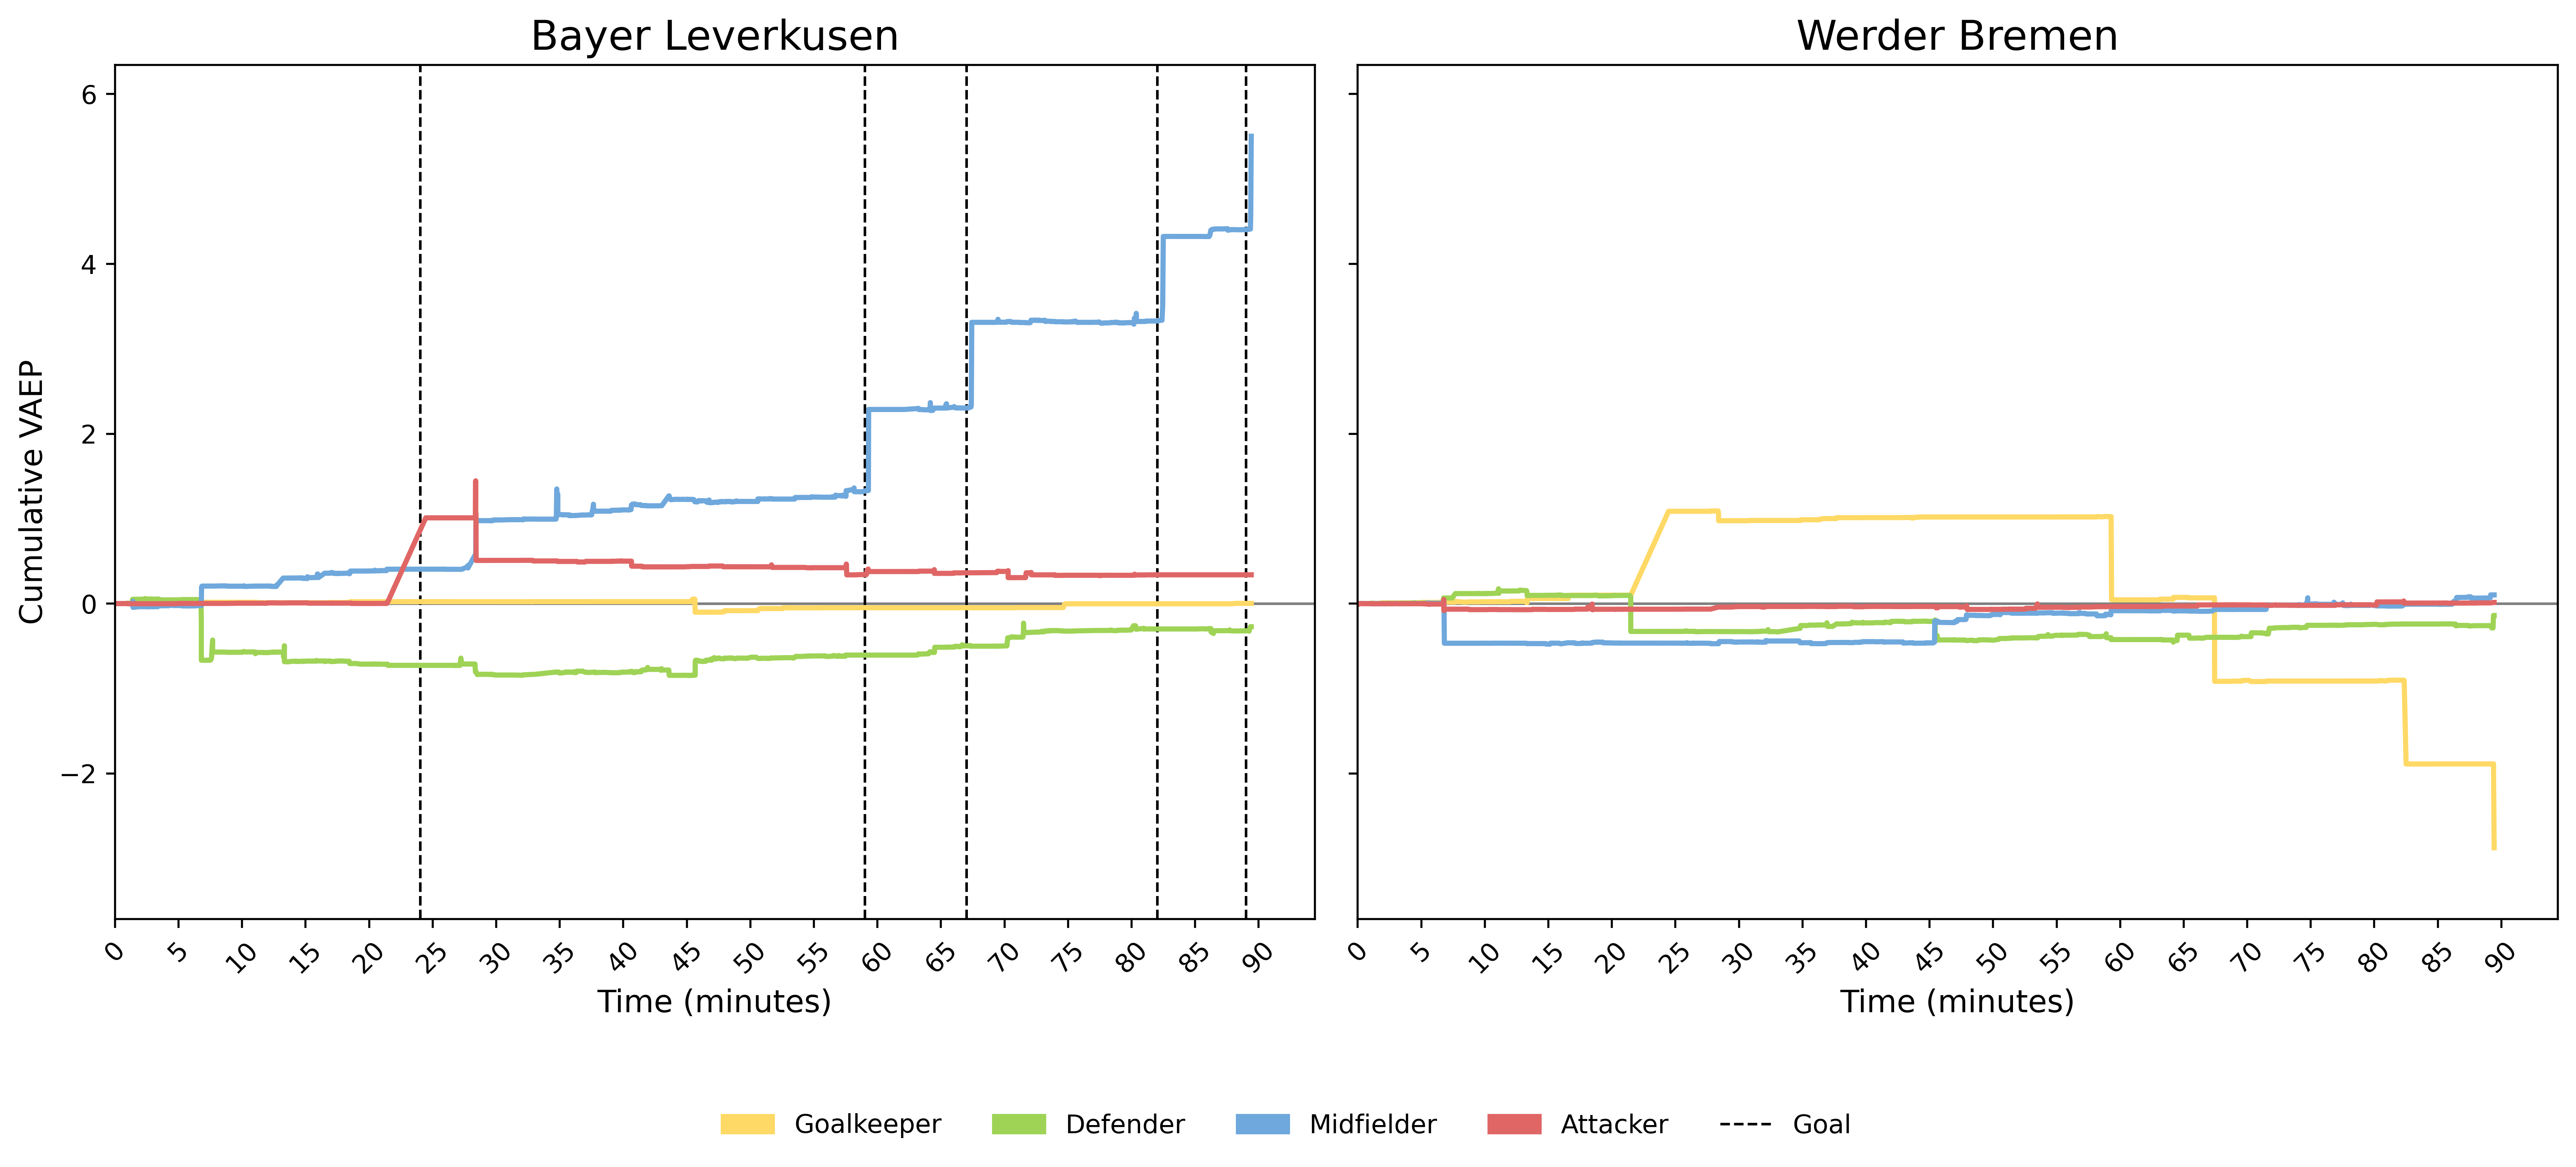 Bayer Leverkusen
Werder Bremen
Cumulative VAEP
6
4
2
0
−2
0 5 10 15 20 25 30 35 40 45 50 55 60 65 70 75 80 85 90
0 5 10 15 20 25 30 35 40 45 50 55 60 65 70 75 80 85 90
Time (minutes)
Time (minutes)
Goalkeeper Defender Midfielder Attacker Goal